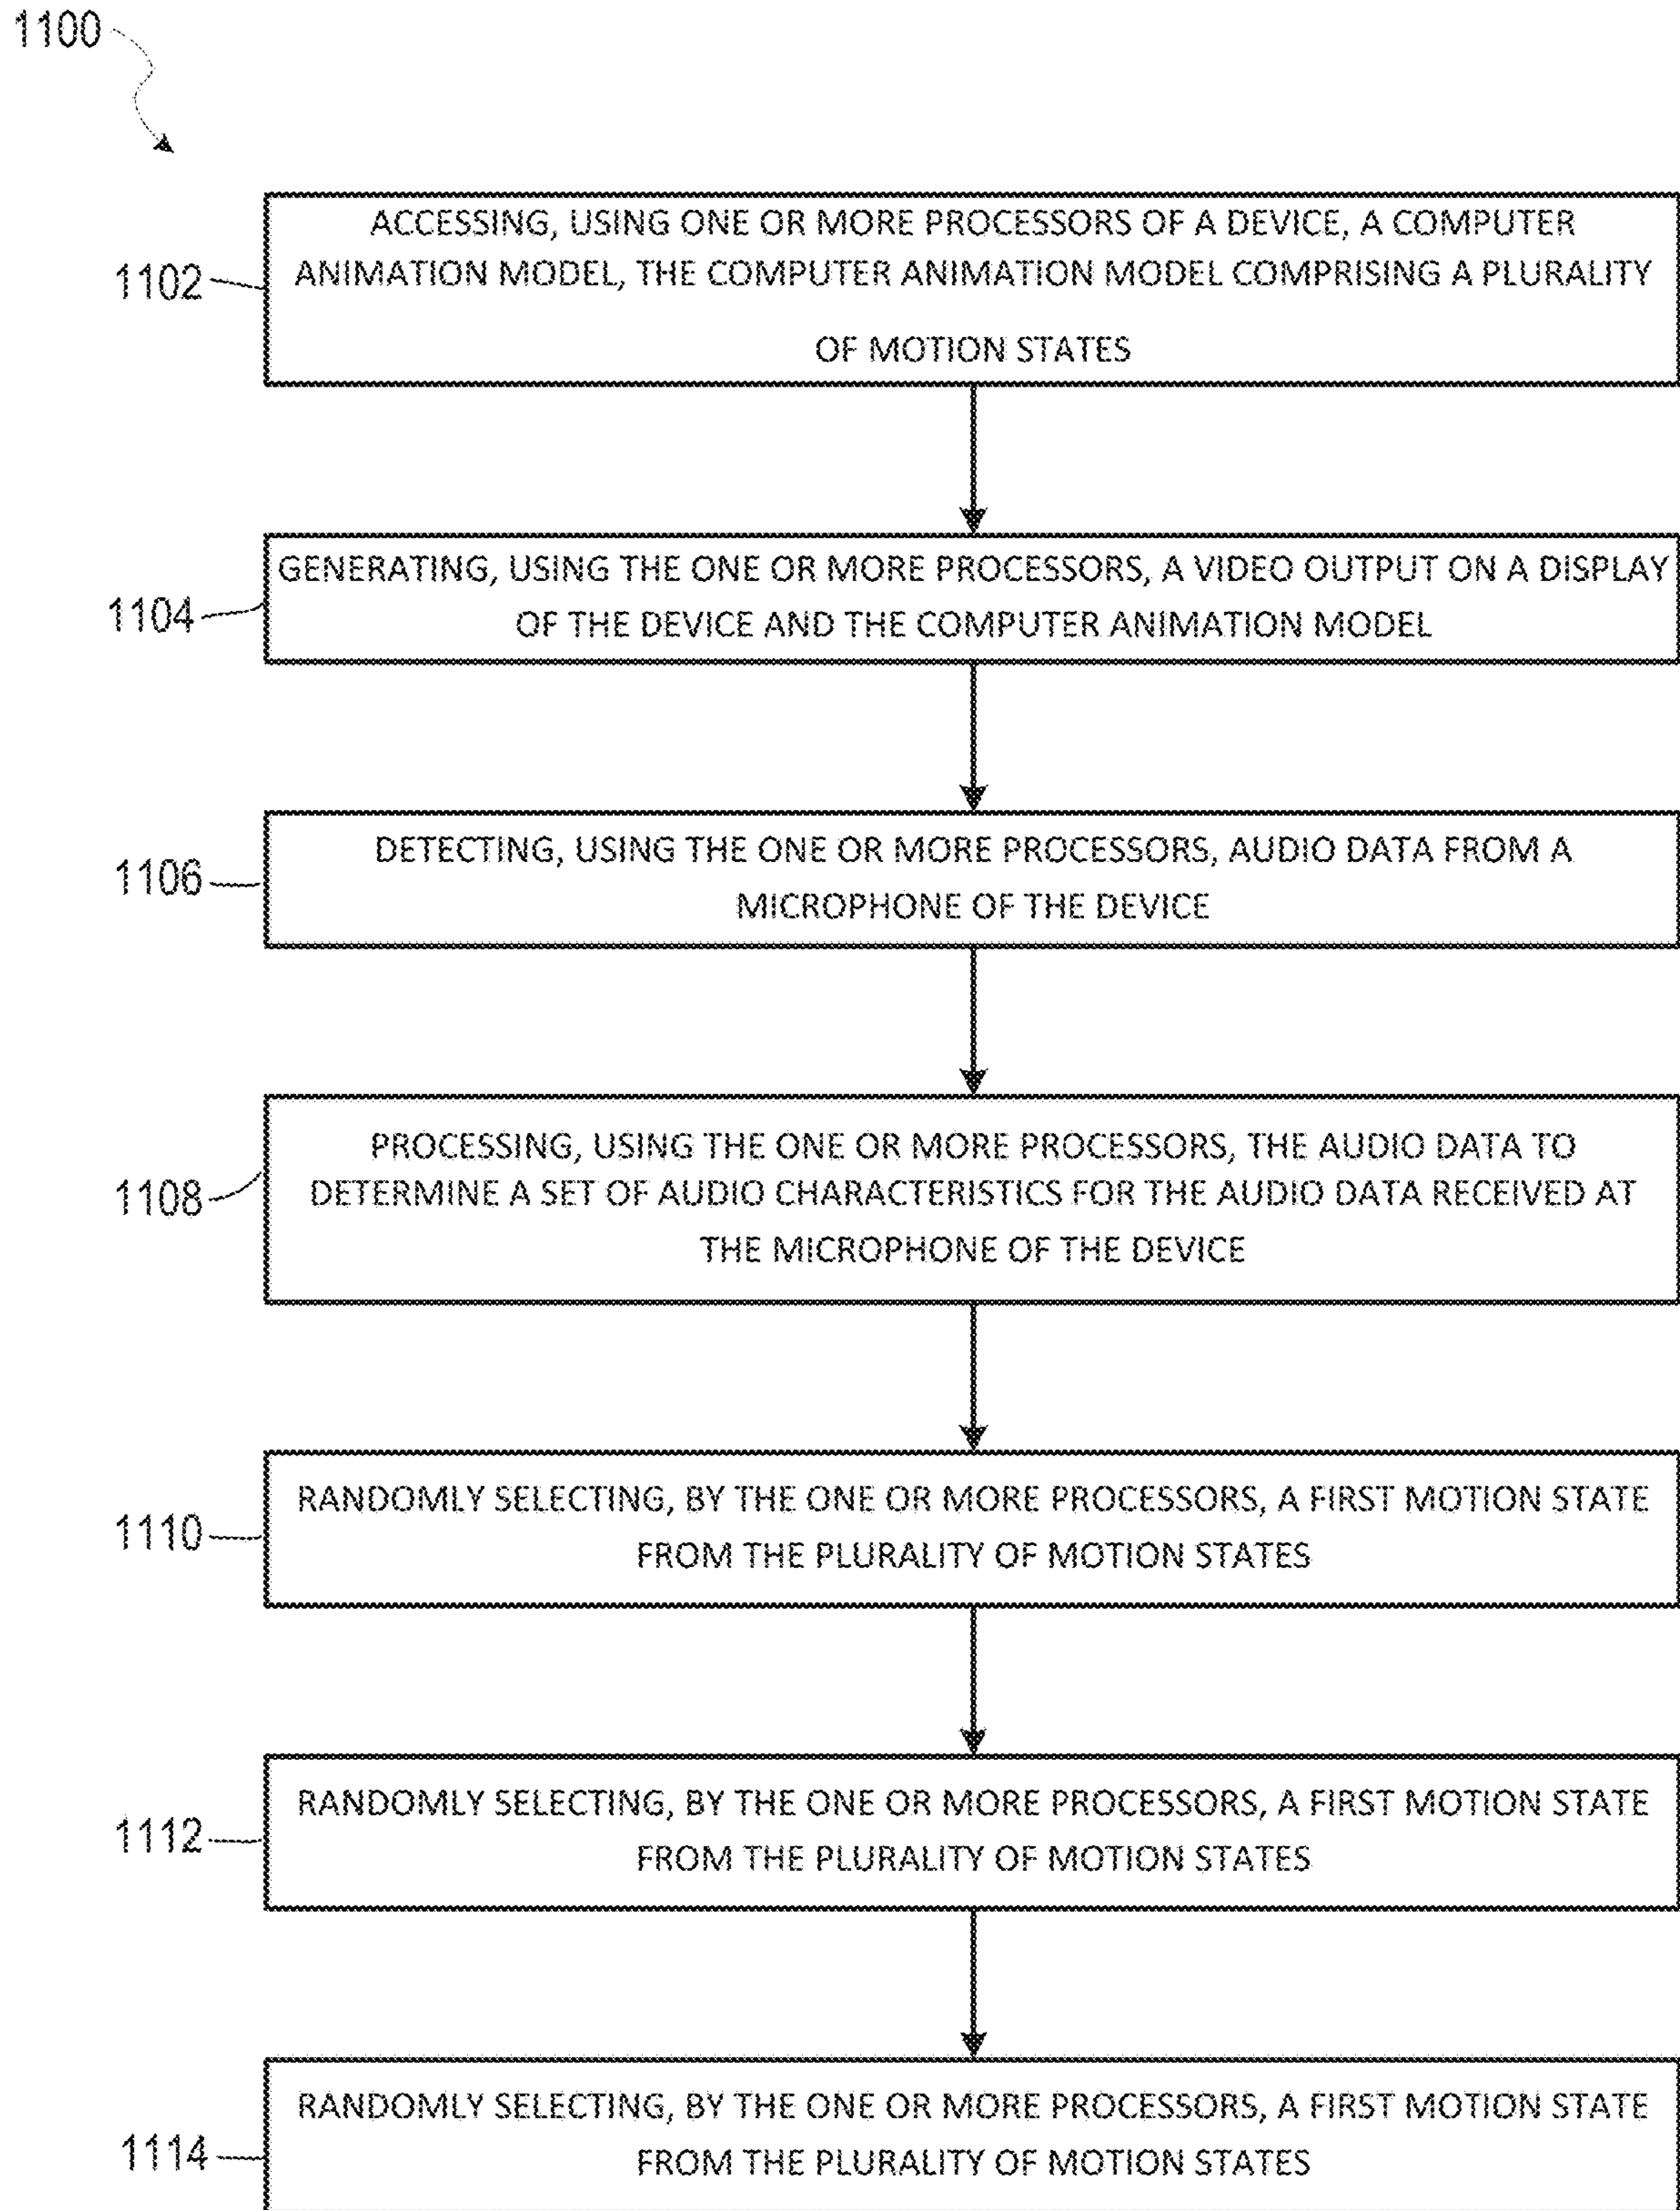 1100
1102
ACCESSING, USING ONE OR MORE PROCESSORS OF A DEVICE, A COMPUTER
ANIMATION MODEL, THE COMPUTER ANIMATION MODEL COMPRISING A PLURALITY
OF MOTION STATES
1104
GENERATING, USING THE ONE OR MORE PROCESSORS, A VIDEO OUTPUT ON A DISPLAY
OF THE DEVICE AND THE COMPUTER ANIMATION MODEL
1106
DETECTING, USING THE ONE OR MORE PROCESSORS, AUDIO DATA FROM A
MICROPHONE OF THE DEVICE
1108
PROCESSING, USING THE ONE OR MORE PROCESSORS, THE AUDIO DATA TO
DETERMINE A SET OF AUDIO CHARACTERISTICS FOR THE AUDIO DATA RECEIVED AT
THE MICROPHONE OF THE DEVICE
1110
RANDOMLY SELECTING, BY THE ONE OR MORE PROCESSORS, A FIRST MOTION STATE
FROM THE PLURALITY OF MOTION STATES
1112
RANDOMLY SELECTING, BY THE ONE OR MORE PROCESSORS, A FIRST MOTION STATE
FROM THE PLURALITY OF MOTION STATES
1114
RANDOMLY SELECTING, BY THE ONE OR MORE PROCESSORS, A FIRST MOTION STATE
FROM THE PLURALITY OF MOTION STATES